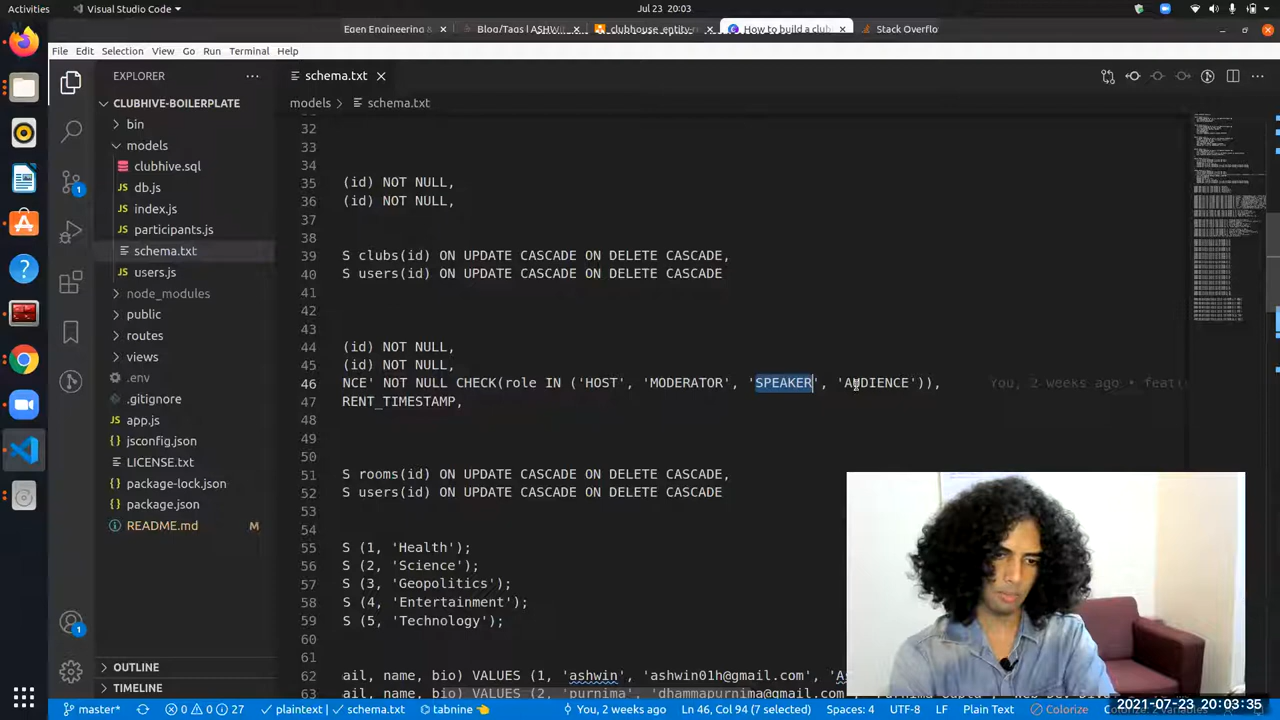 Activities
Visual Studio Code
Jul 23 20:03
Egen Engineering &
Blog/Tags | ASHWI
clubhouse_entity-r
How to build a club
Stack Overflo
File Edit Selection View Go Run Terminal Help
EXPLORER
schema.txt
CLUBHIVE-BOILERPLATE
models > schema.txt
bin
models
clubhive.sql
db.js
index.js
participants.js
schema.txt
users.js
node_modules
public
routes
views
.env
.gitignore
app.js
jsconfig.json
LICENSE.txt
package-lock.json
package.json
README.md M
OUTLINE
TIMELINE
1
1
32
33
34
35 (id) NOT NULL,
36 (id) NOT NULL,
37
38
39 S clubs(id) ON UPDATE CASCADE ON DELETE CASCADE,
40 S users(id) ON UPDATE CASCADE ON DELETE CASCADE
41
42
43
44 (id) NOT NULL,
45 (id) NOT NULL,
46 NCE' NOT NULL CHECK(role IN ('HOST', 'MODERATOR', 'SPEAKER', 'AUDIENCE')), You, 2 weeks ago • feat(
47 RENT_TIMESTAMP,
48
49
50
51 S rooms(id) ON UPDATE CASCADE ON DELETE CASCADE,
52 S users(id) ON UPDATE CASCADE ON DELETE CASCADE
53
54
55 S (1, 'Health');
56 S (2, 'Science');
57 S (3, 'Geopolitics');
58 S (4, 'Entertainment');
59 S (5, 'Technology');
60
61
62 ail, name, bio) VALUES (1, 'ashwin', 'ashwin01h@gmail.com', 'A
63 ail, name, bio) VALUES (2, 'purnima', 'dhammapurnima@gmail.com',
master* 0 0 27 plaintext | schema.txt tabnine You, 2 weeks ago Ln 46, Col 94 (7 selected) Spaces: 4 UTF-8 LF Plain Text Colorize
2021-07-23 20:03:35